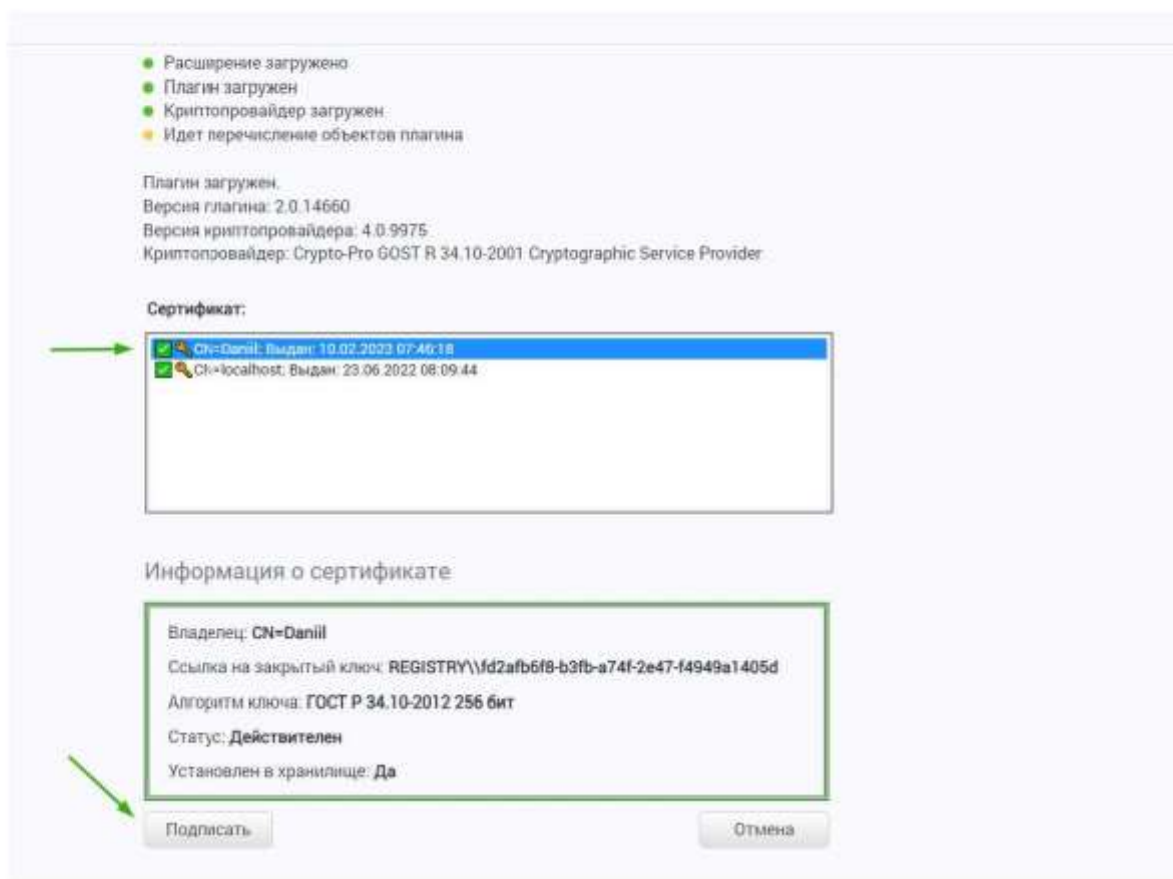 Расширение загружено
Плагин загружен
Криптопровайдер загружен
Идет перечисление объектов плагина
Плагин загружен.
Версия плагина: 2.0.14660
Версия криптопровайдера: 4.0.9975
Криптопровайдер: Crypto-Pro GOST R 34.10-2001 Cryptographic Service Provider
Сертификат:
CN=Daniil; Выдан: 10.02.2023 07:46:18
CN=localhost; Выдан: 23.06.2022 08:09:44
Информация о сертификате
Владелец: CN=Daniil
Ссылка на закрытый ключ: REGISTRY\\fd2afb6f8-b3fb-a74f-2e47-f4949a1405d
Алгоритм ключа: ГОСТ Р 34.10-2012 256 бит
Статус: Действителен
Установлен в хранилище: Да
Подписать
Отмена